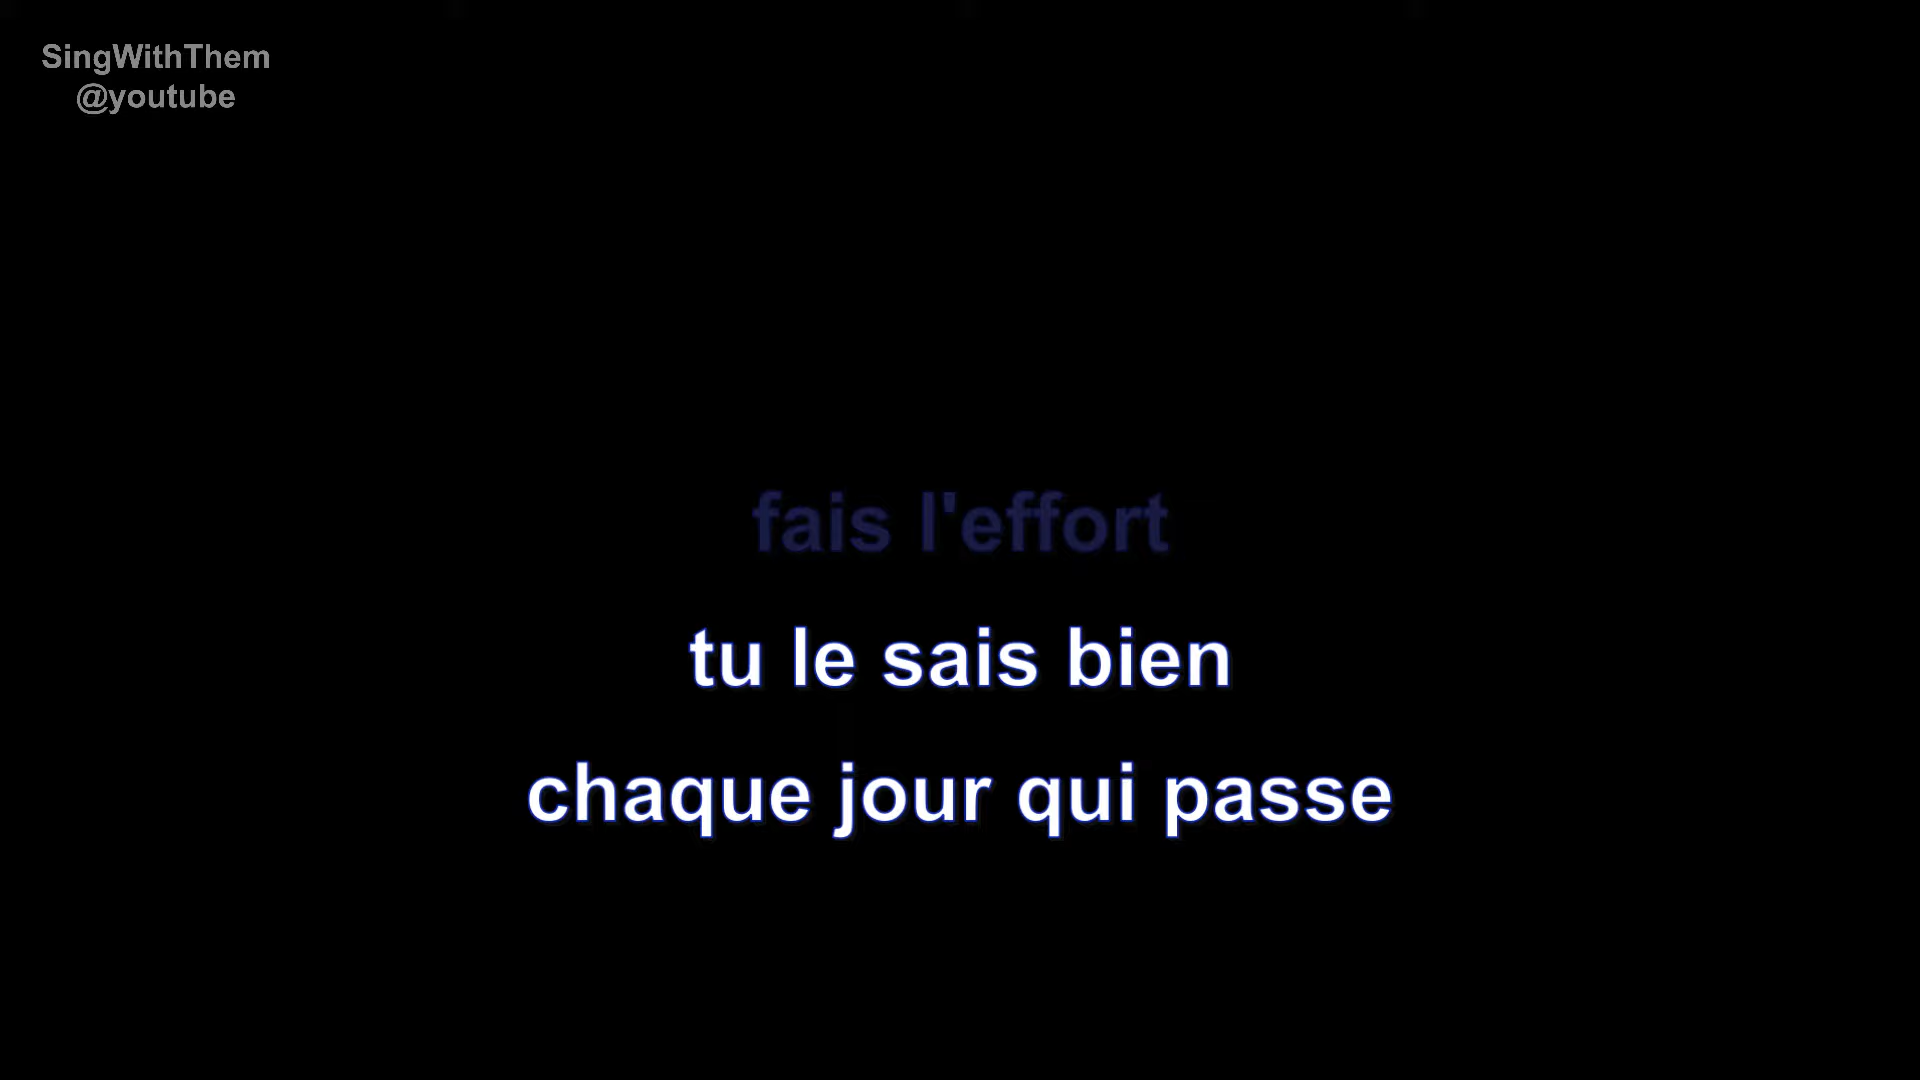 SingWithThem
@youtube
fais l'effort
tu le sais bien
chaque jour qui passe